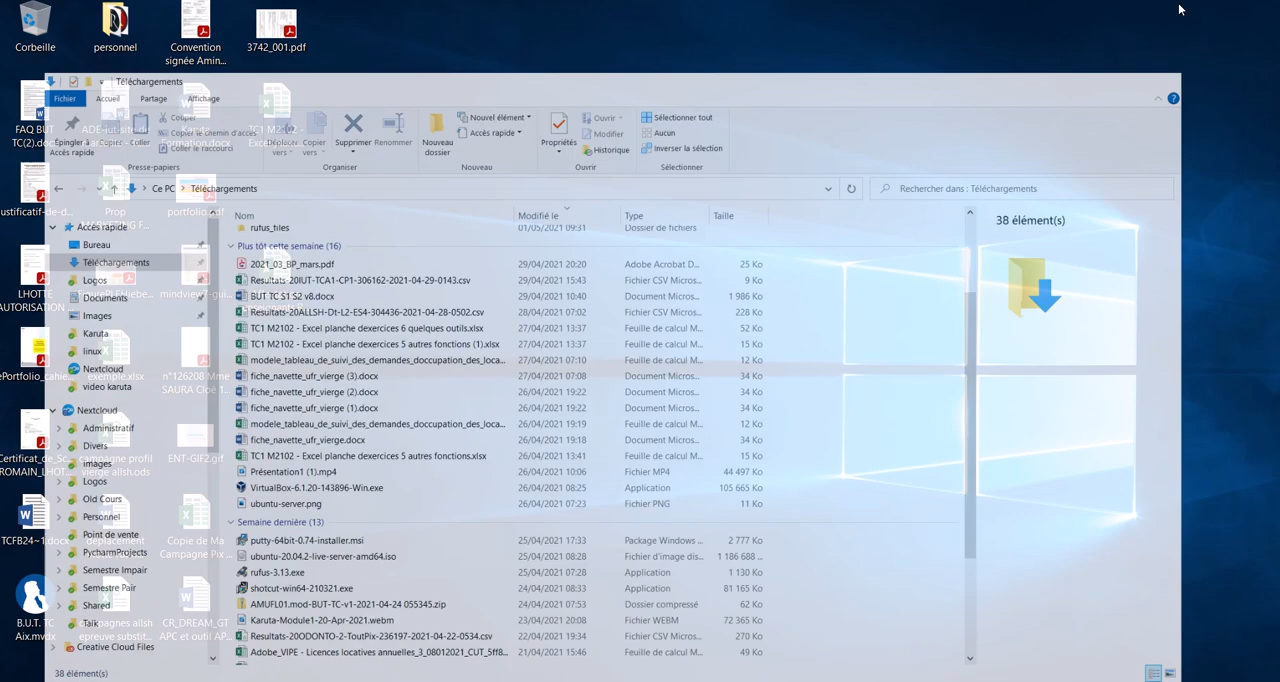 Corbeille
personnel
Convention
signée Amin...
3742_001.pdf
Téléchargements
Fichier
Accueil
Partage
Affichage
FAQ BUT
TC(2).docx
Épingler à
Accès rapide
Copier
Coller
Couper
Copier le chemin d'accès
Coller le raccourci
Presse-papiers
Déplacer
vers
Copier
vers
Supprimer
Renommer
Organiser
Nouveau
dossier
Nouvel élément
Accès rapide
Nouveau
Propriétés
Ouvrir
Modifier
Historique
Ouvrir
Sélectionner tout
Aucun
Inverser la sélection
Sélectionner
Ce PC
Téléchargements
Rechercher dans : Téléchargements
ustificatif-de-d...
Prop
MARKETING F...
portfolio.pdf
LHOTTE
AUTORISATION
mindview7-gui...
ePortfolio_cahie...
exemple.xlsx
n°126208 Mme
SAURA Cloé 1...
Certificat_de_Sc...
ROMAIN_LHOT...
campagne profil
vierge allsh.ods
ENT-GIF2.gif
TCFB24~1.docx
deplacement
Copie de Ma
Campagne Pix ...
B.U.T. TC
Aix.mvdx
campagnes allsh
epreuve substit...
CR_DREAM_GT
APC et outil AP...
Accès rapide
Bureau
Téléchargements
Logos
Documents
Images
Karuta
linux
Nextcloud
video karuta
Nextcloud
Administratif
Divers
Images
Logos
Old Cours
Personnel
Point de vente
PycharmProjects
Semestre Impair
Semestre Pair
Shared
Talk
Creative Cloud Files
Nom Modifié le Type Taille
rufus_files 01/05/2021 09:31 Dossier de fichiers
Plus tôt cette semaine (16)
2021_03_BP_mars.pdf 29/04/2021 20:20 Adobe Acrobat D... 25 Ko
Resultats-20IUT-TCA1-CP1-306162-2021-04-29-0143.csv 29/04/2021 15:43 Fichier CSV Micros... 9 Ko
BUT TC S1 S2 v8.docx 29/04/2021 10:40 Document Micros... 1 986 Ko
Resultats-20ALLSH-Dt-L2-ES4-304436-2021-04-28-0502.csv 28/04/2021 07:02 Fichier CSV Micros... 228 Ko
TC1 M2102 - Excel planche dexercices 6 quelques outils.xlsx 27/04/2021 13:37 Feuille de calcul M... 52 Ko
TC1 M2102 - Excel planche dexercices 5 autres fonctions (1).xlsx 27/04/2021 13:37 Feuille de calcul M... 15 Ko
modele_tableau_de_suivi_des_demandes_doccupation_des_loca... 27/04/2021 07:10 Feuille de calcul M... 12 Ko
fiche_navette_ufr_vierge (3).docx 27/04/2021 07:08 Document Micros... 34 Ko
fiche_navette_ufr_vierge (2).docx 26/04/2021 19:22 Document Micros... 34 Ko
fiche_navette_ufr_vierge (1).docx 26/04/2021 19:22 Document Micros... 34 Ko
modele_tableau_de_suivi_des_demandes_doccupation_des_loca... 26/04/2021 19:19 Feuille de calcul M... 12 Ko
fiche_navette_ufr_vierge.docx 26/04/2021 19:18 Document Micros... 34 Ko
TC1 M2102 - Excel planche dexercices 5 autres fonctions.xlsx 26/04/2021 13:41 Feuille de calcul M... 15 Ko
Présentation1 (1).mp4 26/04/2021 10:06 Fichier MP4 44 497 Ko
VirtualBox-6.1.20-143896-Win.exe 26/04/2021 08:25 Application 105 665 Ko
ubuntu-server.png 26/04/2021 07:23 Fichier PNG 11 Ko
Semaine dernière (13)
putty-64bit-0.74-installer.msi 25/04/2021 17:33 Package Windows ... 2 777 Ko
ubuntu-20.04.2-live-server-amd64.iso 25/04/2021 08:28 Fichier d'image dis... 1 186 688 ...
rufus-3.13.exe 25/04/2021 07:28 Application 1 130 Ko
shotcut-win64-210321.exe 24/04/2021 08:33 Application 81 165 Ko
AMUFL01.mod-BUT-TC-v1-2021-04-24 055345.zip 24/04/2021 07:53 Dossier compressé 62 Ko
Karuta-Module1-20-Apr-2021.webm 23/04/2021 20:08 Fichier WEBM 72 365 Ko
Resultats-20ODONTO-2-ToutPix-236197-2021-04-22-0534.csv 22/04/2021 19:34 Fichier CSV Micros... 270 Ko
Adobe_VIPE - Licences locatives annuelles_3_08012021_CUT_5ff8... 21/04/2021 15:46 Feuille de calcul M... 49 Ko
38 élément(s)
38 élément(s)